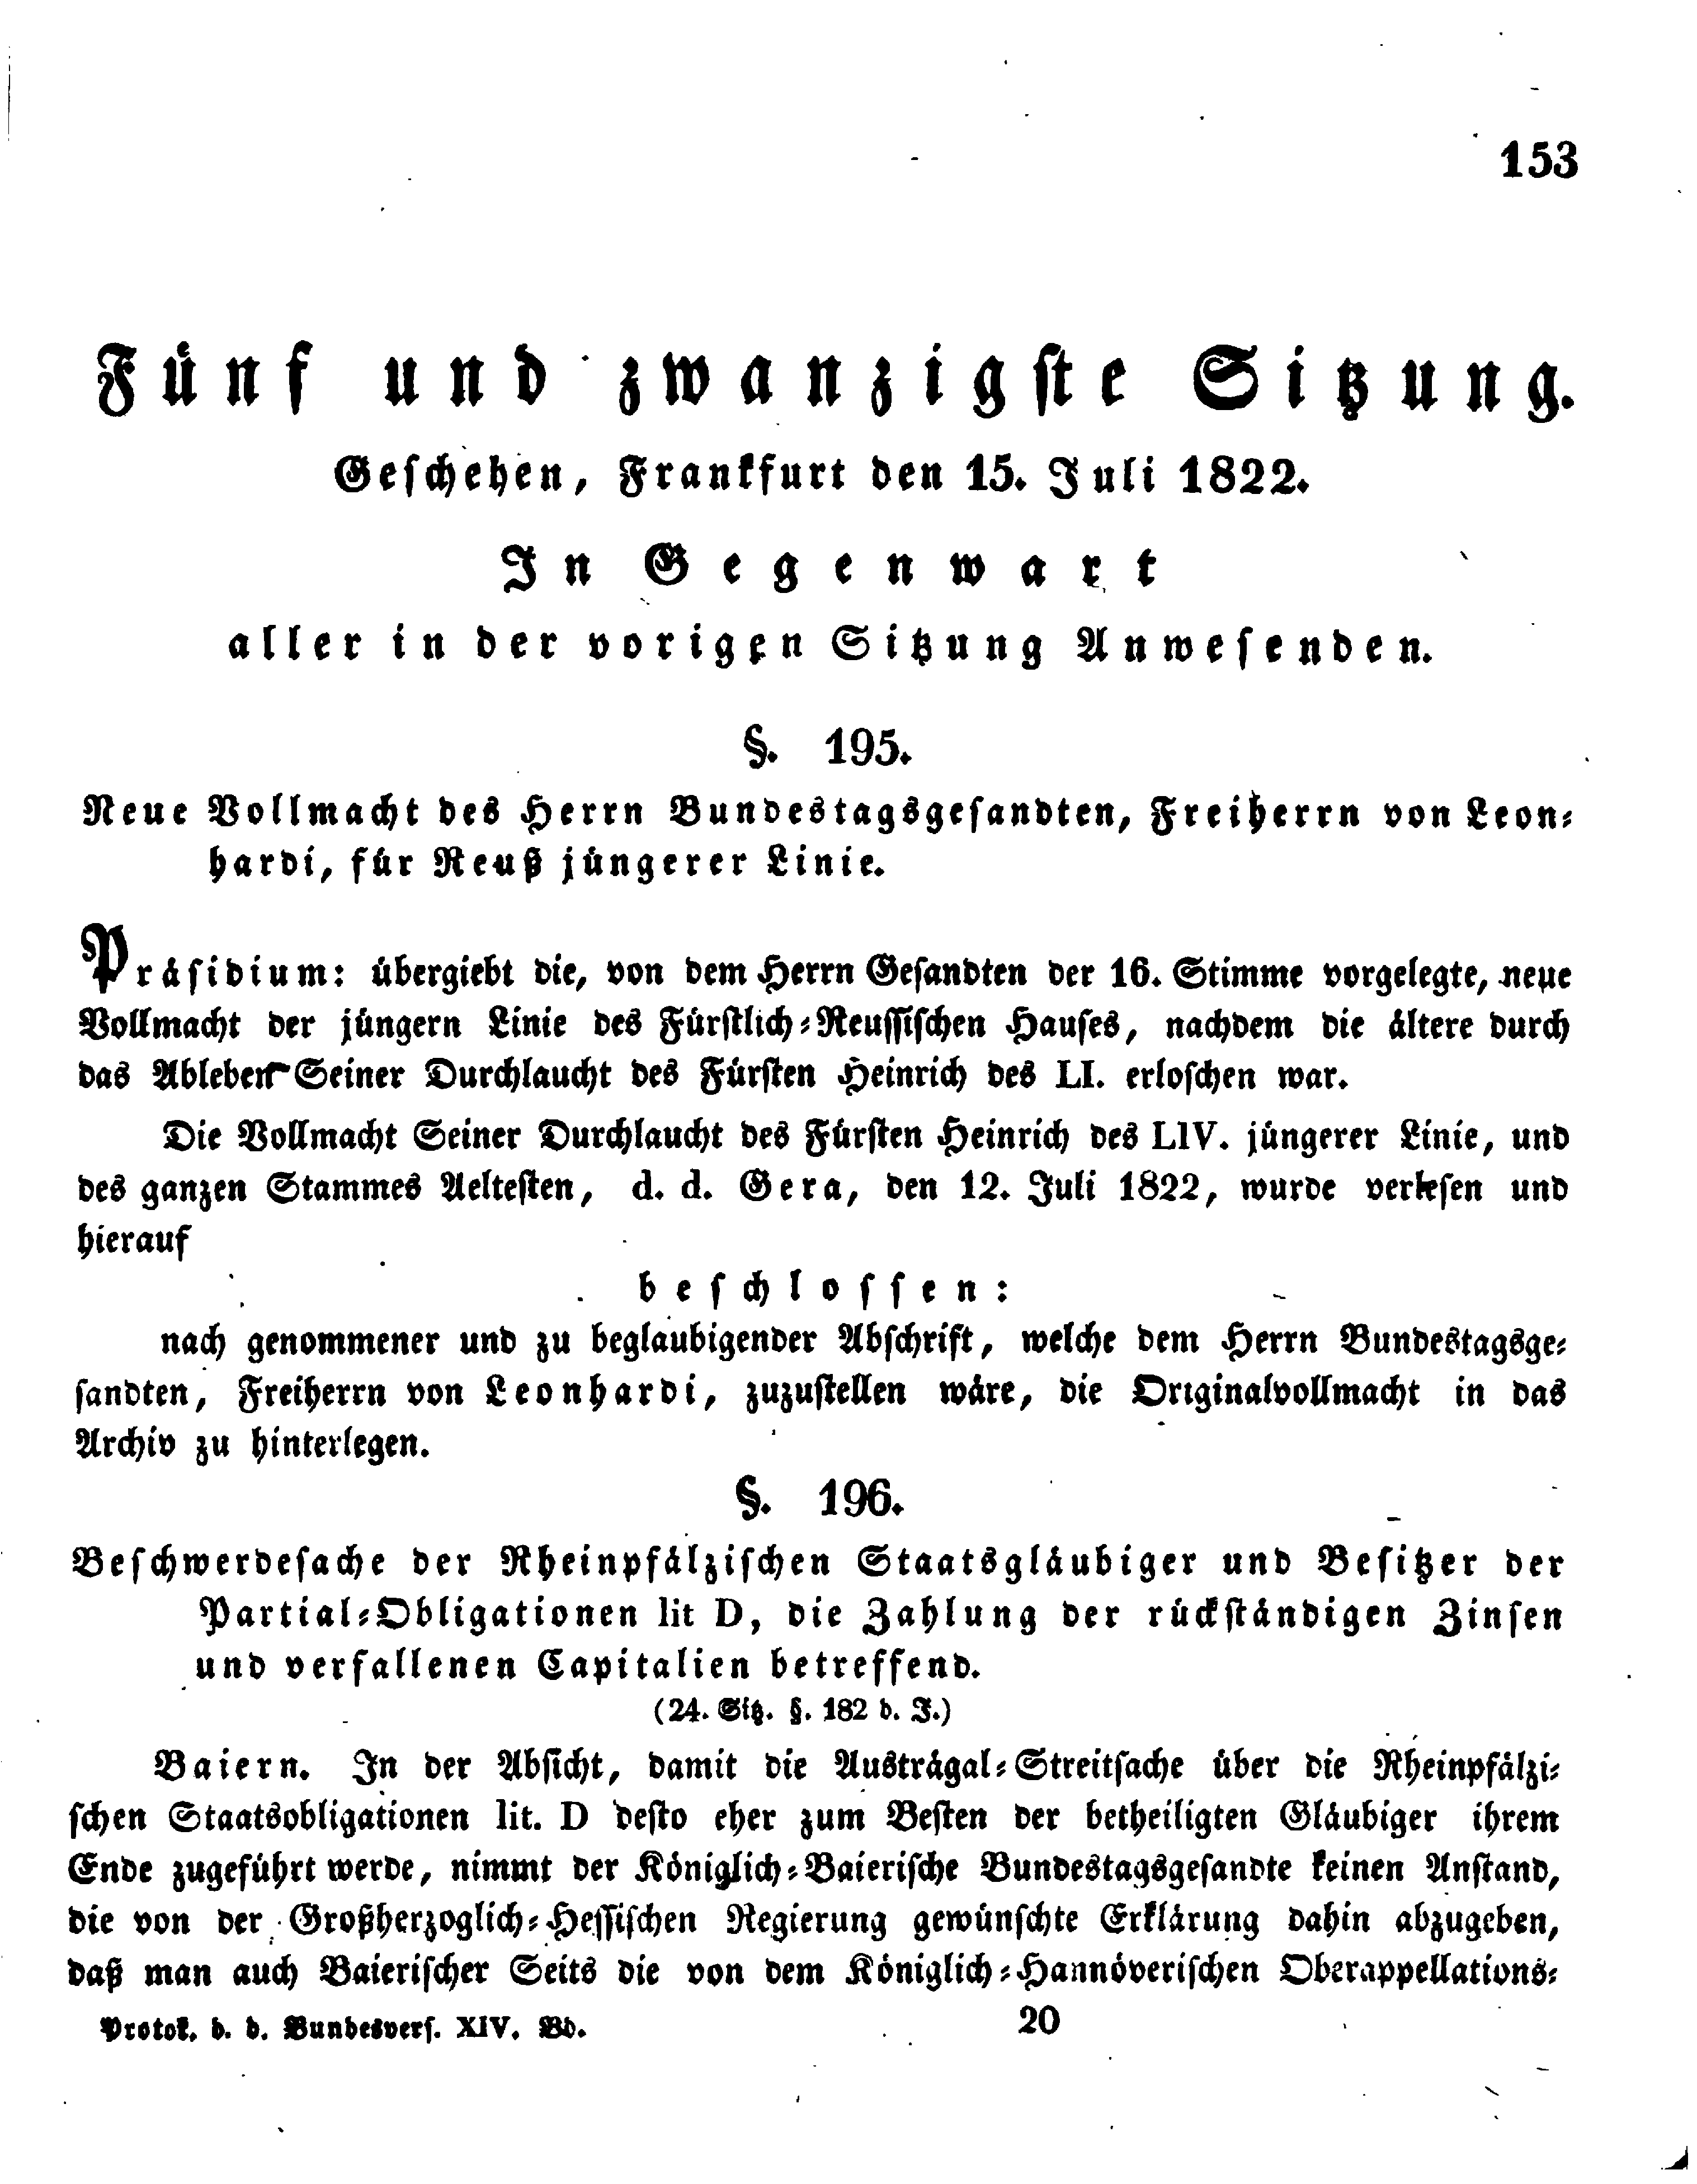 153
Fünf und zwanzigste Sitzung.
Geschehen, Frankfurt den 15. Juli 1822.
In Gegenwart
aller in der vorigen Sitzung Anwesenden.
§. 195.
Neue Vollmacht des Herrn Bundestagsgesandten, Freiherrn von Leon-
hardi, für Reuß jüngerer Linie.
Präsidium: übergiebt die, von dem Herrn Gesandten der 16. Stimme vorgelegte, neue
Vollmacht der jüngern Linie des Fürstlich-Reussischen Hauses, nachdem die ältere durch
das Ableben Seiner Durchlaucht des Fürsten Heinrich des LI. erloschen war.
Die Vollmacht Seiner Durchlaucht des Fürsten Heinrich des LIV. jüngerer Linie, und
des ganzen Stammes Aeltesten, d. d. Gera, den 12. Juli 1822, wurde verlesen und
hierauf
beschlossen:
nach genommener und zu beglaubigender Abschrift, welche dem Herrn Bundestagsge-
sandten, Freiherrn von Leonhardi, zuzustellen wäre, die Originalvollmacht in das
Archiv zu hinterlegen.
§. 196.
Beschwerdesache der Rheinpfälzischen Staatsgläubiger und Besitzer der
Partial-Obligationen lit D, die Zahlung der rückständigen Zinsen
und verfallenen Capitalien betreffend.
(24. Sitz. §. 182 d. J.)
Baiern. In der Absicht, damit die Austrägal-Streitsache über die Rheinpfälzi-
schen Staatsobligationen lit. D desto eher zum Besten der betheiligten Gläubiger ihrem
Ende zugeführt werde, nimmt der Königlich-Baierische Bundestagsgesandte keinen Anstand,
die von der Großherzoglich-Hessischen Regierung gewünschte Erklärung dahin abzugeben,
daß man auch Baierischer Seits die von dem Königlich-Hannöverischen Oberappellations-
Protok. d. d. Bundesvers. XIV. Bd. 20